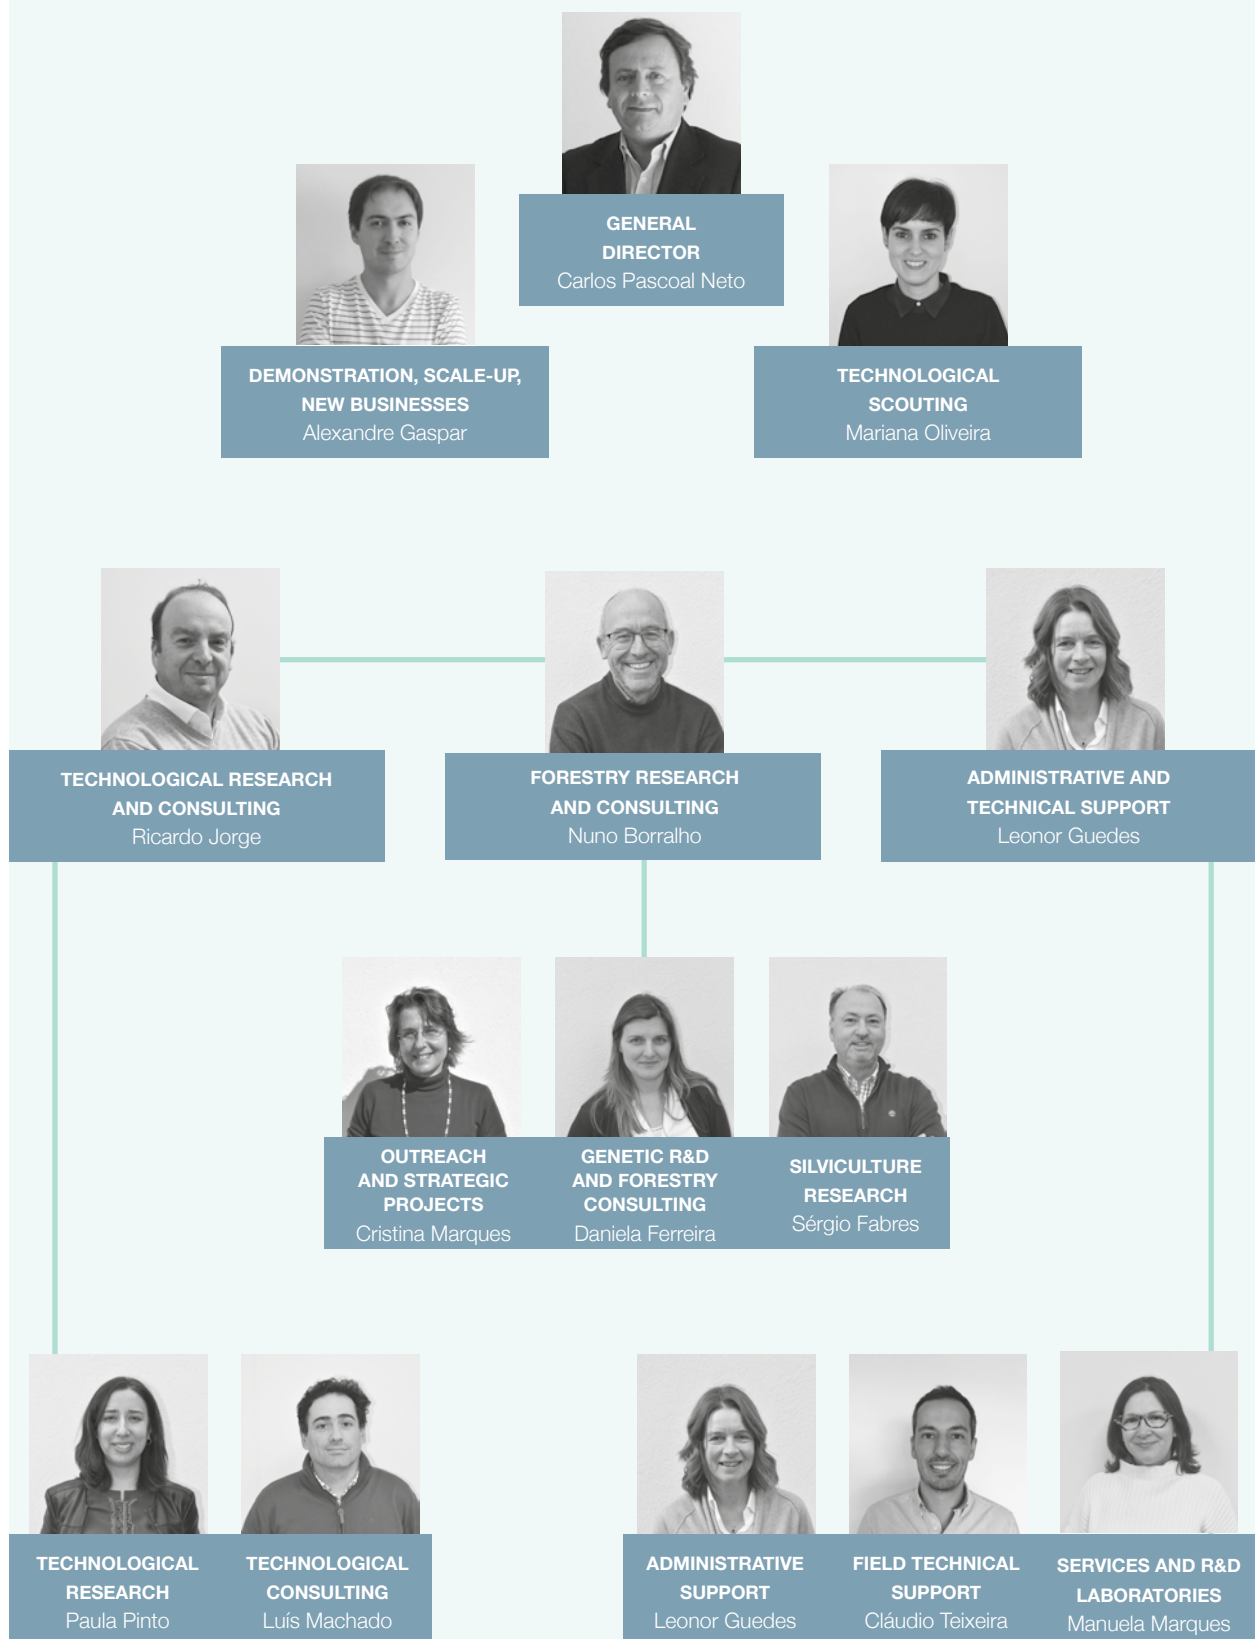 GENERAL
DIRECTOR
Carlos Pascoal Neto
DEMONSTRATION, SCALE-UP,
NEW BUSINESSES
Alexandre Gaspar
TECHNOLOGICAL
SCOUTING
Mariana Oliveira
TECHNOLOGICAL RESEARCH
AND CONSULTING
Ricardo Jorge
FORESTRY RESEARCH
AND CONSULTING
Nuno Borralho
ADMINISTRATIVE AND
TECHNICAL SUPPORT
Leonor Guedes
OUTREACH
AND STRATEGIC
PROJECTS
Cristina Marques
GENETIC R&D
AND FORESTRY
CONSULTING
Daniela Ferreira
SILVICULTURE
RESEARCH
Sérgio Fabres
TECHNOLOGICAL
RESEARCH
Paula Pinto
TECHNOLOGICAL
CONSULTING
Luís Machado
ADMINISTRATIVE
SUPPORT
Leonor Guedes
FIELD TECHNICAL
SUPPORT
Cláudio Teixeira
SERVICES AND R&D
LABORATORIES
Manuela Marques